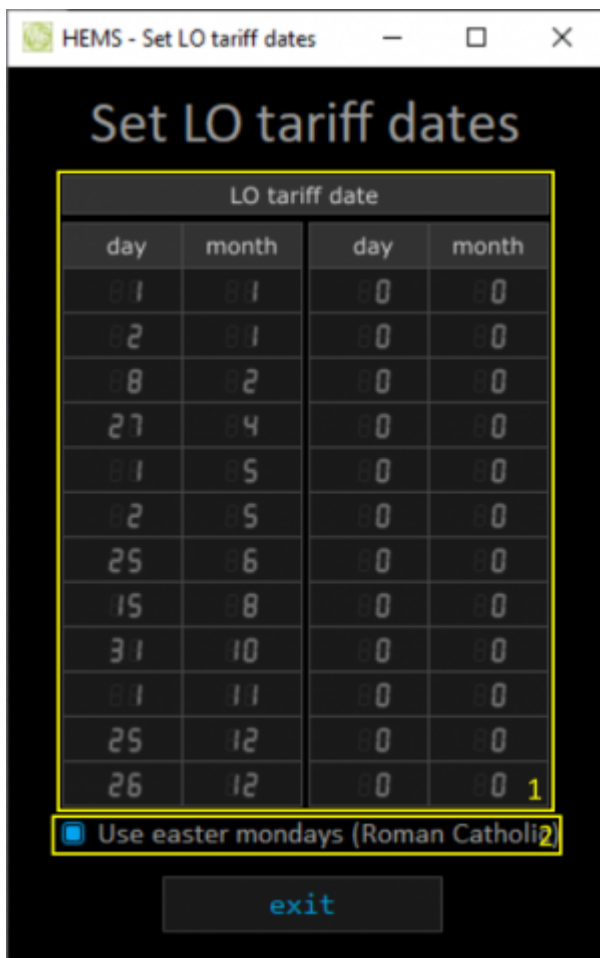 HEMS - Set LO tariff dates
Set LO tariff dates
LO tariff date
day month day month
1 1 0 0
2 1 0 0
8 2 0 0
27 4 0 0
1 5 0 0
2 5 0 0
25 6 0 0
15 8 0 0
31 10 0 0
1 11 0 0
25 12 0 0
26 12 0 0 1
Use easter mondays (Roman Catholic) 2
exit